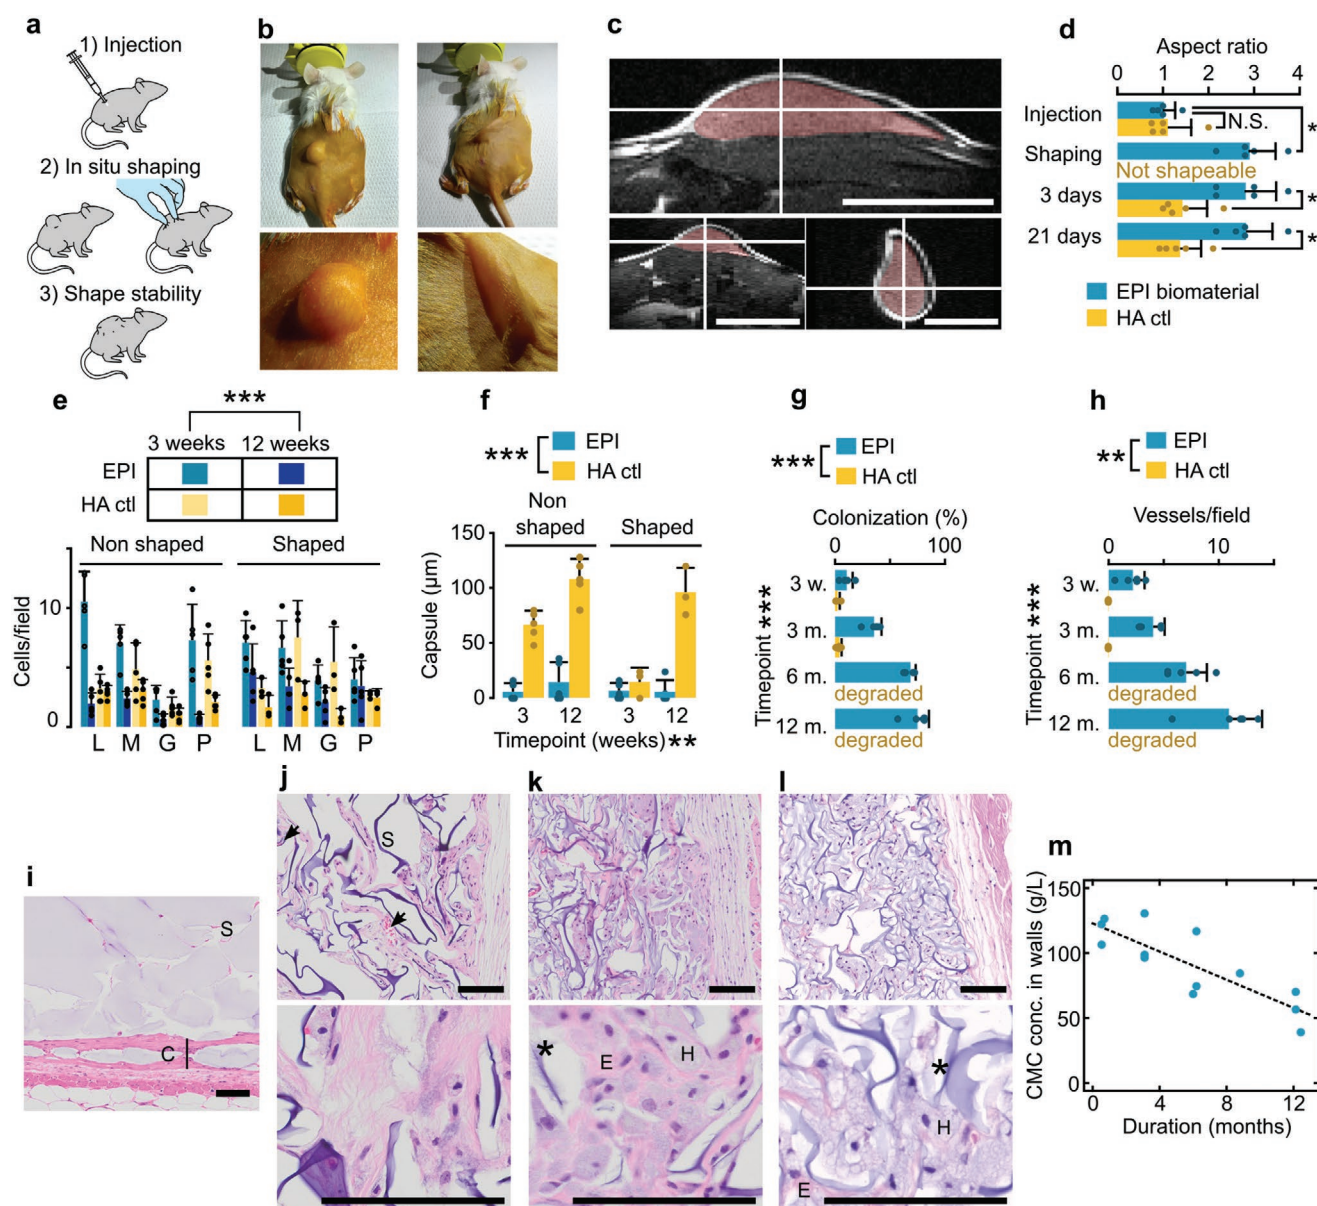 a
1) Injection
2) In situ shaping
3) Shape stability
b
c
d
Aspect ratio
0 1 2 3 4
Injection
N.S.
*
Shaping
Not shapeable
3 days
*
21 days
*
EPI biomaterial
HA ctl
e
***
3 weeks 12 weeks
EPI
HA ctl
Non shaped Shaped
Cells/field
10
0
L M G P L M G P
f
***
EPI
HA ctl
Non
shaped Shaped
Capsule (µm)
150
100
50
0
3 12 3 12
Timepoint (weeks) **
g
***
EPI
HA ctl
Colonization (%)
0 100
Timepoint ***
3 w.
3 m.
6 m.
degraded
12 m.
degraded
h
**
EPI
HA ctl
Vessels/field
0 10
Timepoint ***
3 w.
3 m.
6 m.
degraded
12 m.
degraded
i
S
C
j
S
k
*
E
H
l
*
H
E
m
CMC conc. in walls (g/L)
150
100
50
0
0 4 8 12
Duration (months)